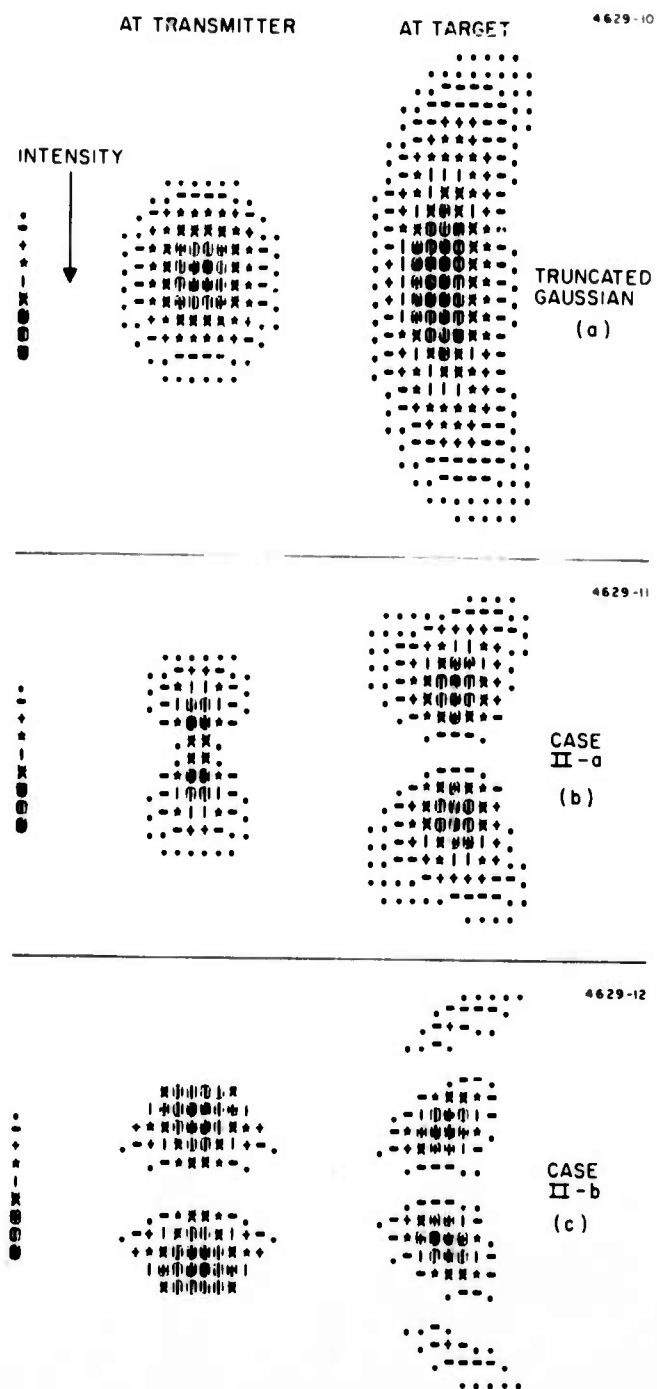 AT TRANSMITTER
AT TARGET
4629-10
INTENSITY
TRUNCATED
GAUSSIAN
(a)
4629-11
CASE
II-a
(b)
4629-12
CASE
II-b
(c)